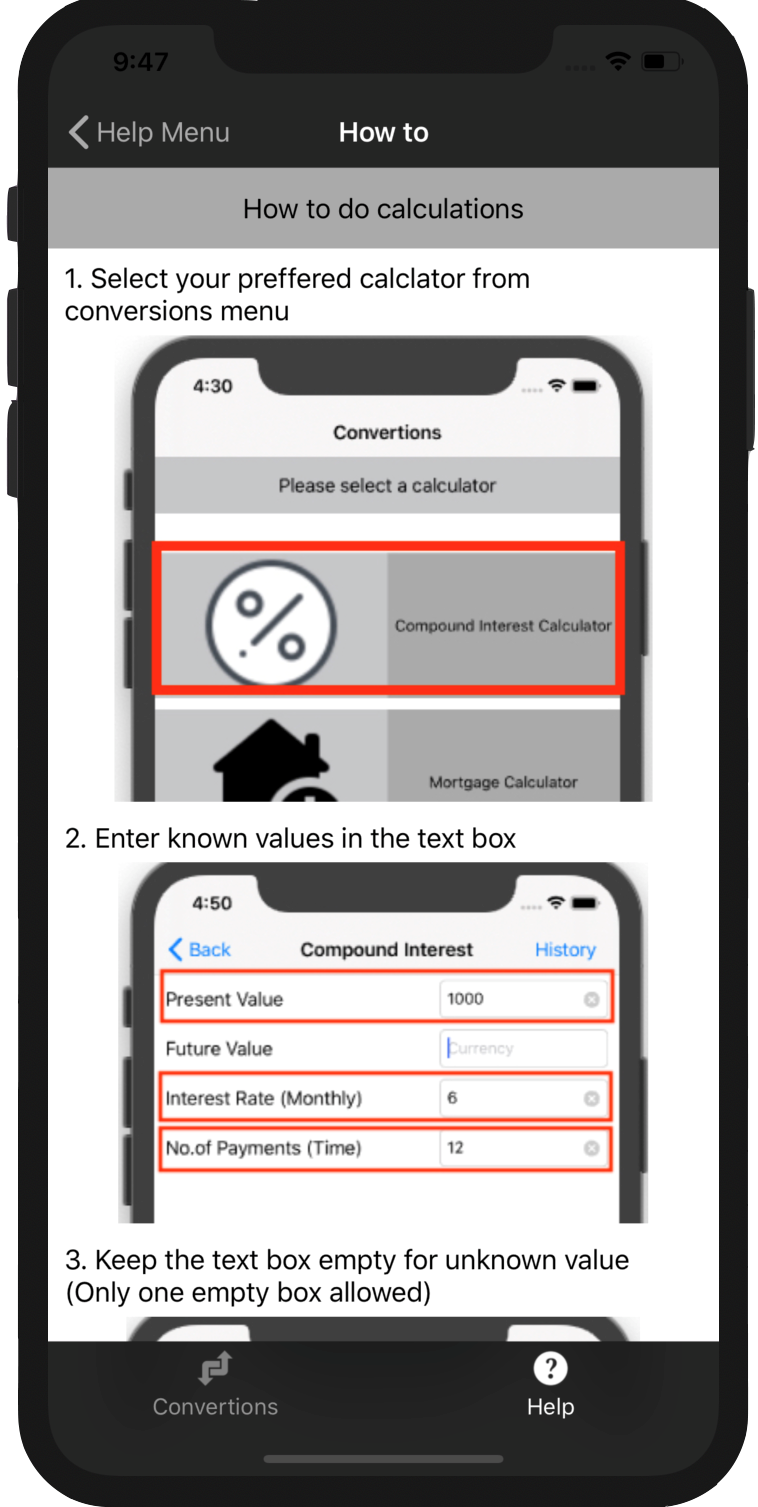 9:47
Help Menu
How to
How to do calculations
1. Select your preffered calclator from
conversions menu
4:30
Convertions
Please select a calculator
Compound Interest Calculator
Mortgage Calculator
2. Enter known values in the text box
4:50
Back
Compound Interest
History
Present Value
1000
Future Value
Currency
Interest Rate (Monthly)
6
No.of Payments (Time)
12
3. Keep the text box empty for unknown value
(Only one empty box allowed)
Convertions
Help